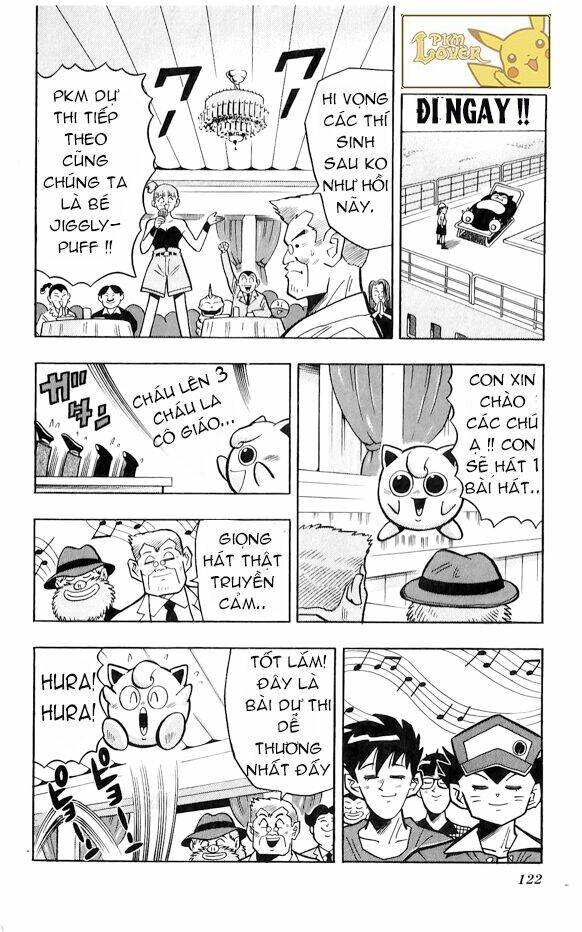 PKM
LOVER
ĐI NGAY !!
HI VỌNG
CÁC THÍ
SINH
SAU KO
NHƯ HỒI
NÃY.
PKM DỰ
THI TIẾP
THEO
CŨNG
CHÚNG TA
LÀ BÉ
JIGGLY-
PUFF !!
CON XIN
CHÀO
CÁC CHÚ
Ạ !! CON
SẼ HÁT 1
BÀI HÁT..
CHÁU LÊN 3
CHÁU LA
CÔ GIÁO...
GIỌNG
HÁT THẬT
TRUYỀN
CẢM..
TỐT LẮM!
ĐÂY LÀ
BÀI DỰ THI
DỄ
THƯƠNG
NHẤT ĐẤY
HURA!
HURA!
122